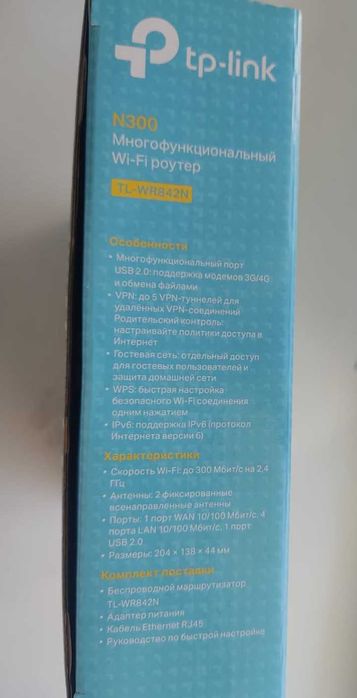 tp-link
N300
Многофункциональный
Wi-Fi роутер
TL-WR842N
Особенности
• Многофункциональный порт
USB 2.0: поддержка модемов 3G/4G
и обмена файлами
• VPN: до 5 VPN-туннелей для
удалённых VPN-соединений
Родительский контроль:
настраивайте политики доступа в
Интернет
• Гостевая сеть: отдельный доступ
для гостевых пользователей и
защита домашней сети
• WPS: быстрая настройка
безопасного Wi-Fi соединения
одним нажатием
• IPv6: поддержка IPv6 (протокол
Интернета версии 6)
Характеристики
• Скорость Wi-Fi: до 300 Мбит/с на 2,4
ГГц
• Антенны: 2 фиксированные
всенаправленные антенны
• Порты: 1 порт WAN 10/100 Мбит/с, 4
порта LAN 10/100 Мбит/с, 1 порт
USB 2.0
• Размеры: 204 × 138 × 44 мм
Комплект поставки
• Беспроводной маршрутизатор
TL-WR842N
• Адаптер питания
• Кабель Ethernet RJ45
• Руководство по быстрой настройке